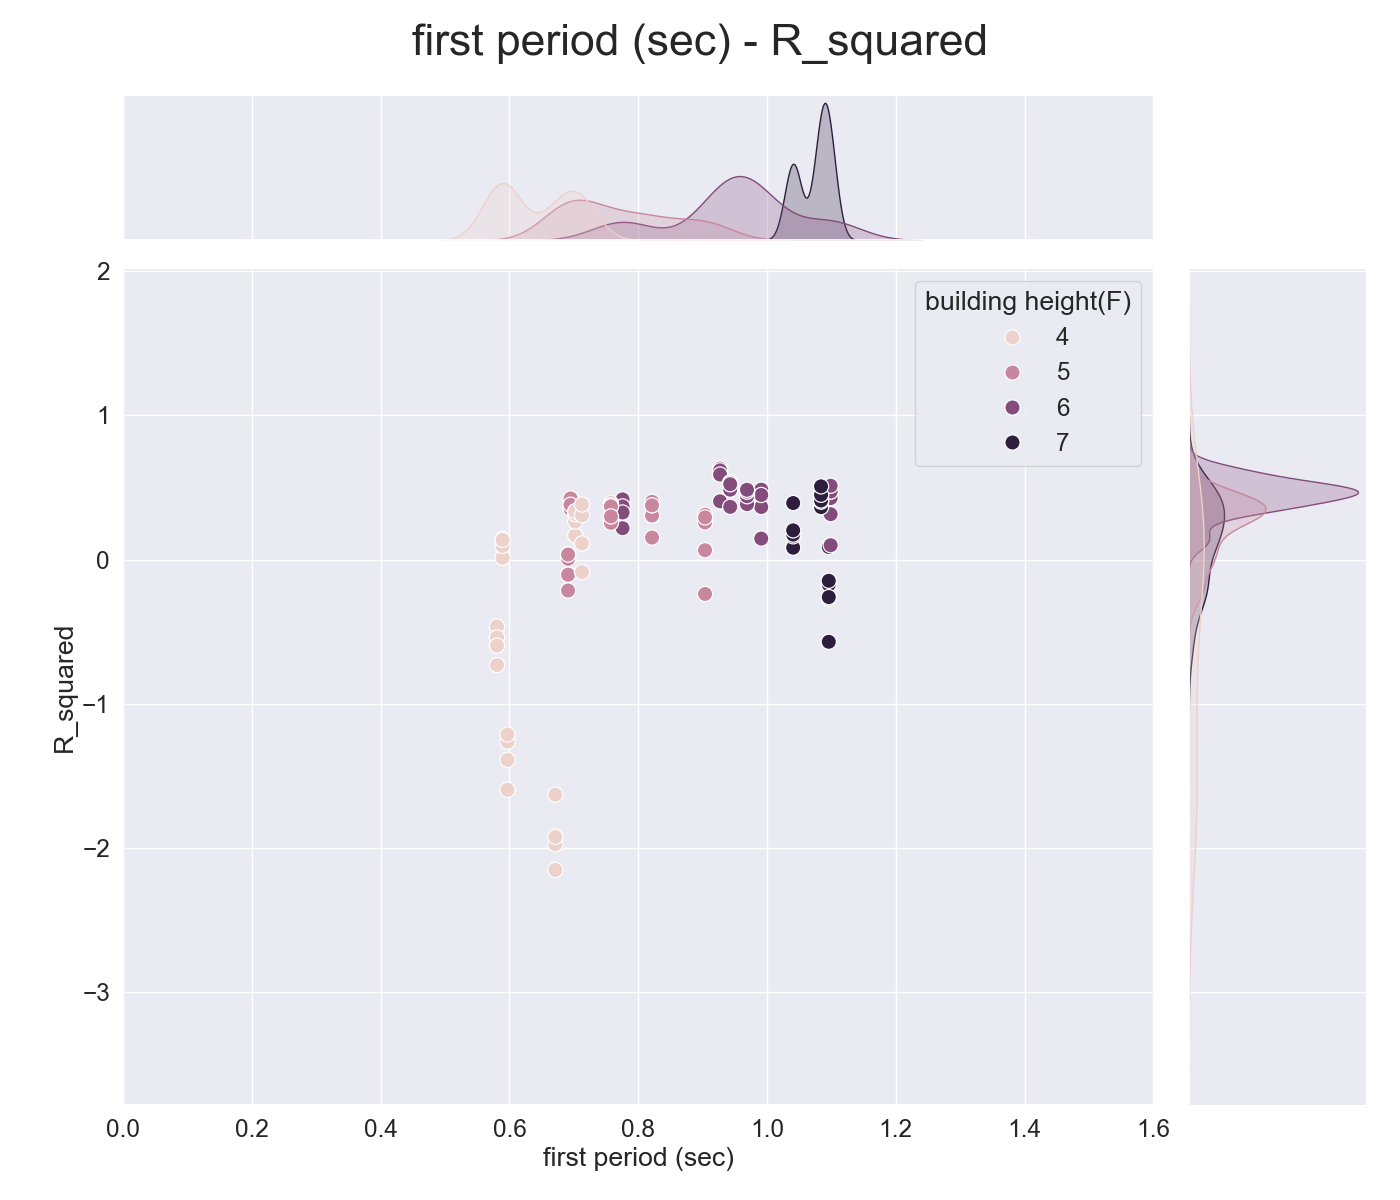 first period (sec) - R_squared
building height(F)
4
5
6
7
2
1
0
−1
−2
−3
R_squared
0.0 0.2 0.4 0.6 0.8 1.0 1.2 1.4 1.6
first period (sec)